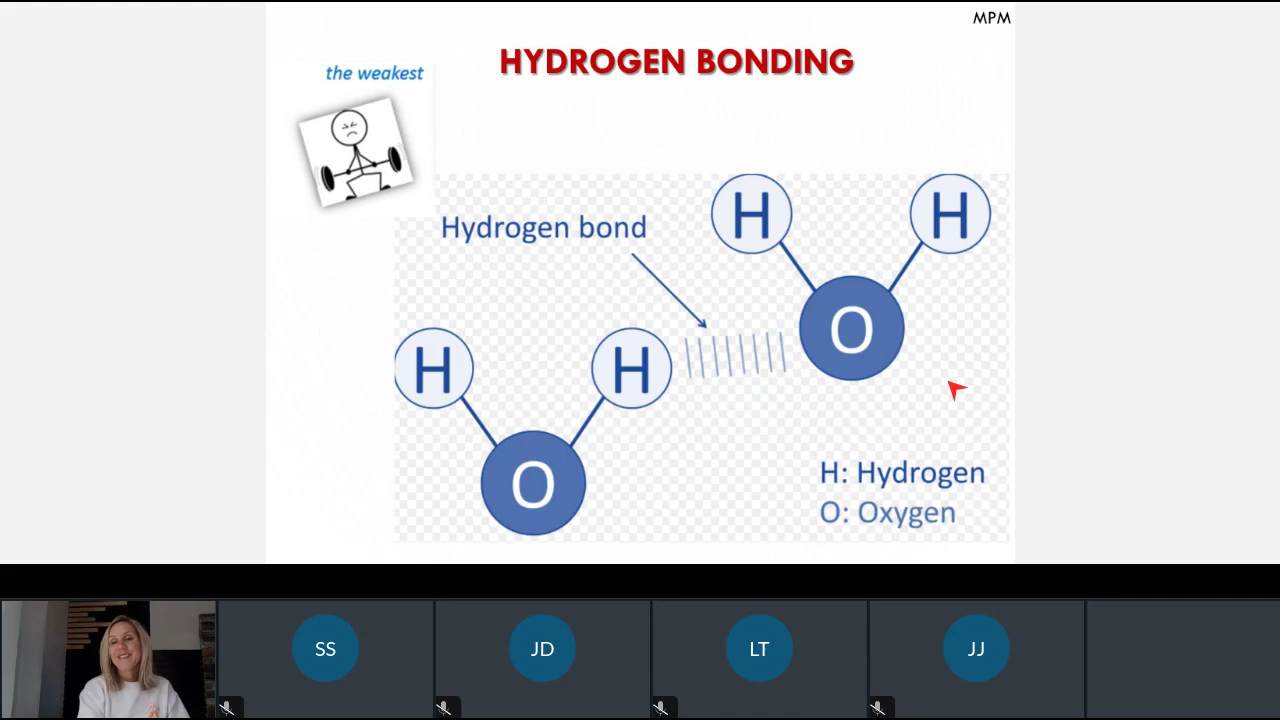 MPM
HYDROGEN BONDING
the weakest
Hydrogen bond
H
H
O
H
H
O
H: Hydrogen
O: Oxygen
SS
JD
LT
JJ